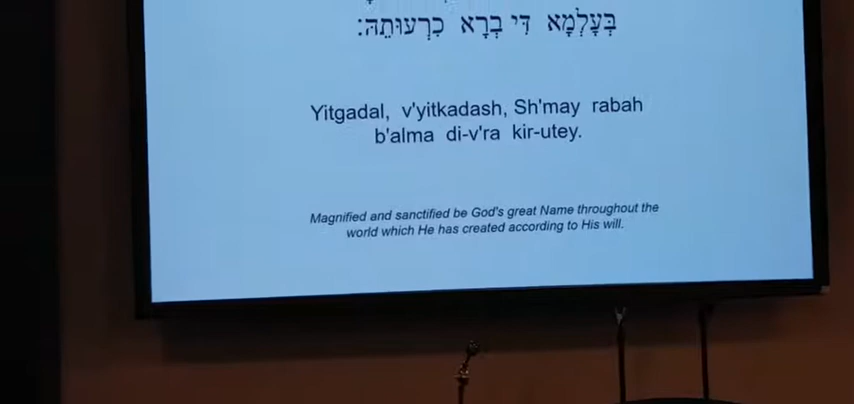 בְּעָלְמָא דִּי בְרָא כִרְעוּתֵהּ:
Yitgadal, v'yitkadash, Sh'may rabah
b'alma di-v'ra kir-utey.
Magnified and sanctified be God's great Name throughout the
world which He has created according to His will.